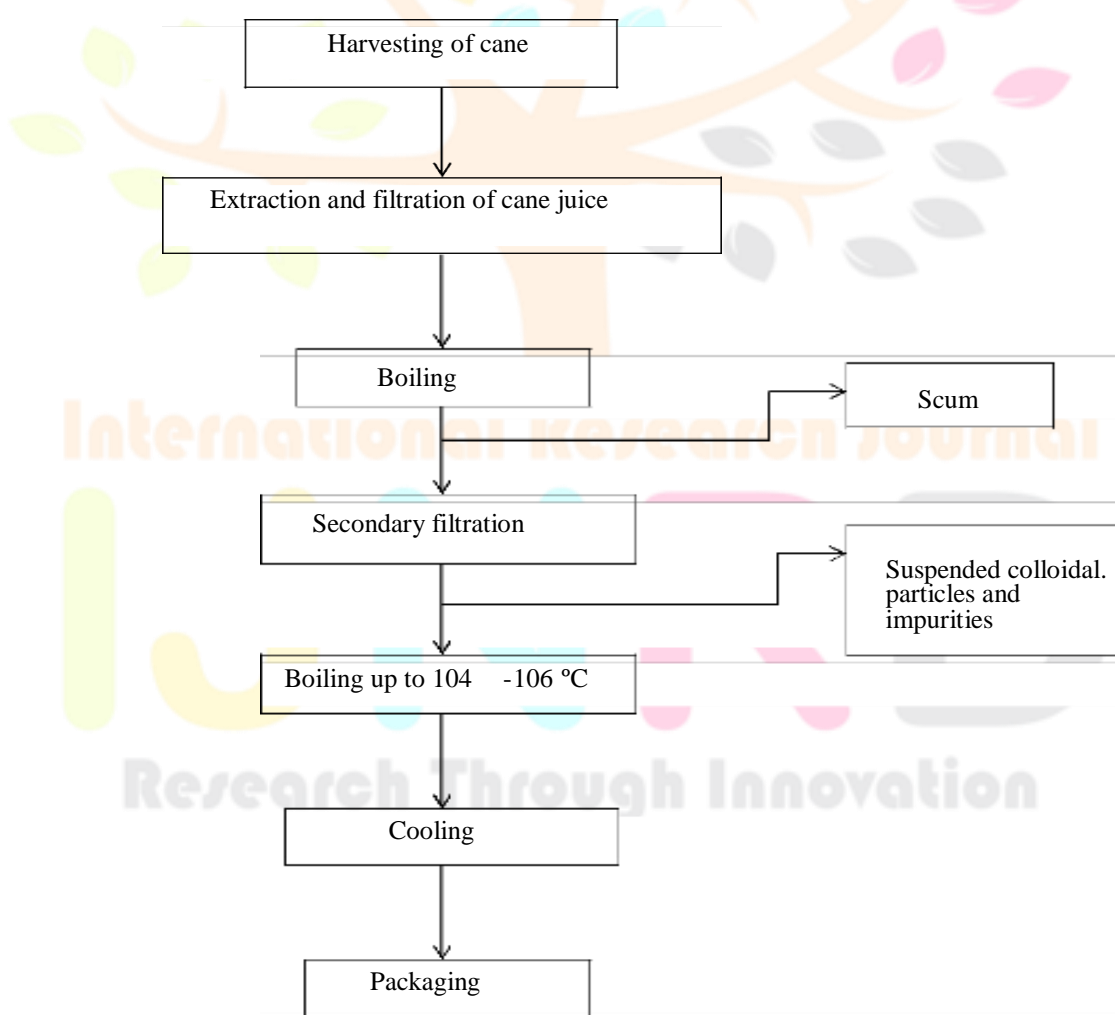 Harvesting of cane
Extraction and filtration of cane juice
Boiling
Scum
International Research Journal
Secondary filtration
Suspended colloidal.
particles and
impurities
Boiling up to 104 -106 ºC
IJNRD
Research Through Innovation
Cooling
Packaging